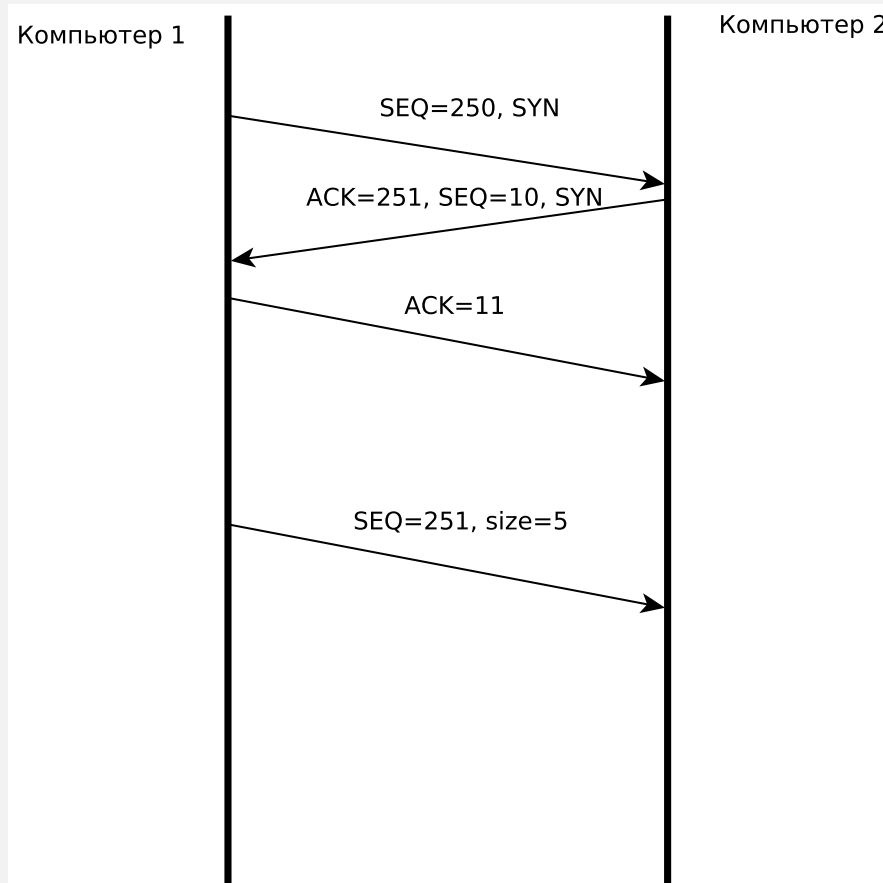 Компьютер 1
Компьютер 2
SEQ=250, SYN
ACK=251, SEQ=10, SYN
ACK=11
SEQ=251, size=5